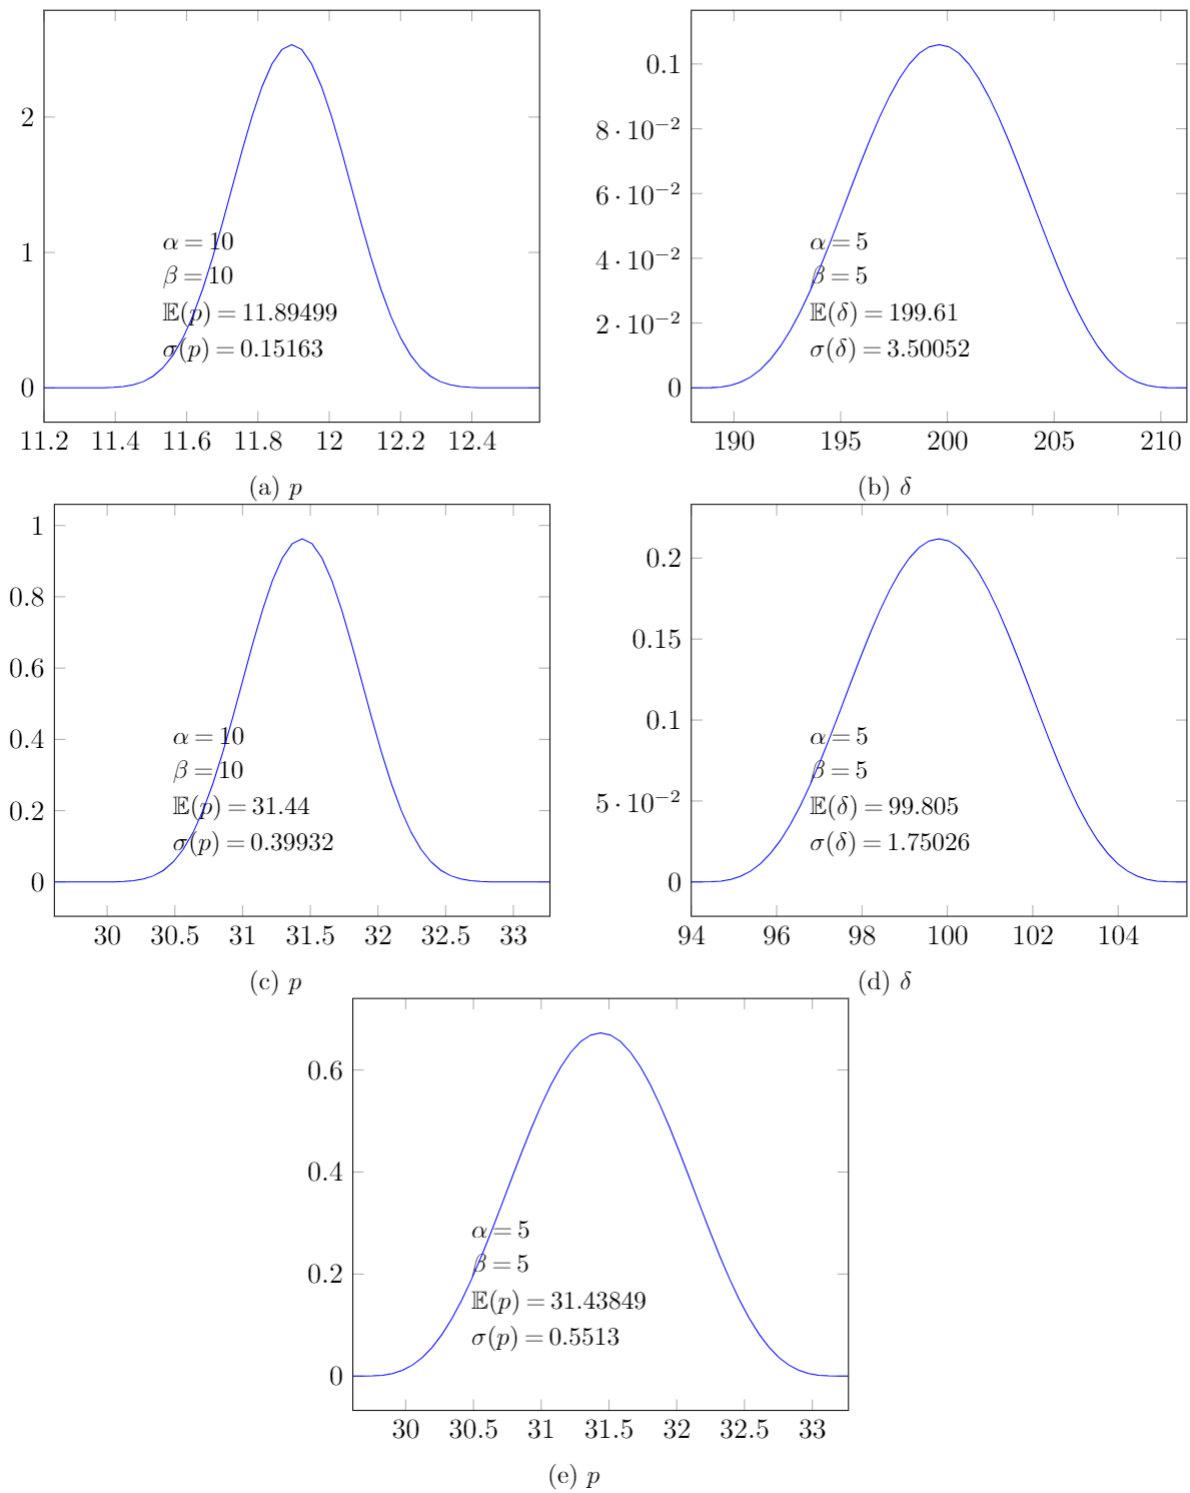 2
1
0
11.2 11.4 11.6 11.8 12 12.2 12.4
α = 10
β = 10
𝔼(p) = 11.89499
σ(p) = 0.15163
(a) p
0.1
8 · 10⁻²
6 · 10⁻²
4 · 10⁻²
2 · 10⁻²
0
190 195 200 205 210
α = 5
β = 5
𝔼(δ) = 199.61
σ(δ) = 3.50052
(b) δ
1
0.8
0.6
0.4
0.2
0
30 30.5 31 31.5 32 32.5 33
α = 10
β = 10
𝔼(p) = 31.44
σ(p) = 0.39932
(c) p
0.2
0.15
0.1
5 · 10⁻²
0
94 96 98 100 102 104
α = 5
β = 5
𝔼(δ) = 99.805
σ(δ) = 1.75026
(d) δ
0.6
0.4
0.2
0
30 30.5 31 31.5 32 32.5 33
α = 5
β = 5
𝔼(p) = 31.43849
σ(p) = 0.5513
(e) p